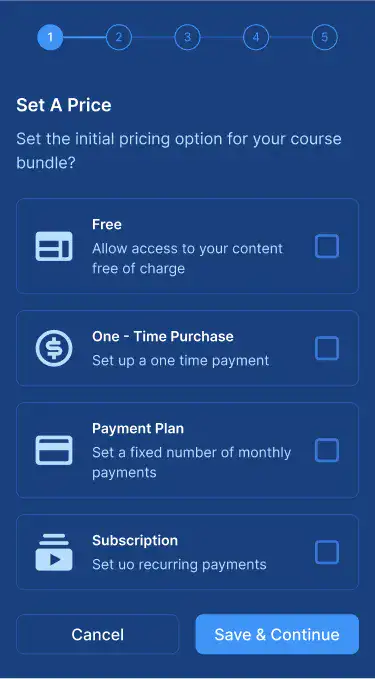 1 2 3 4 5
Set A Price
Set the initial pricing option for your course
bundle?
Free
Allow access to your content
free of charge
One - Time Purchase
Set up a one time payment
Payment Plan
Set a fixed number of monthly
payments
Subscription
Set uo recurring payments
Cancel Save & Continue